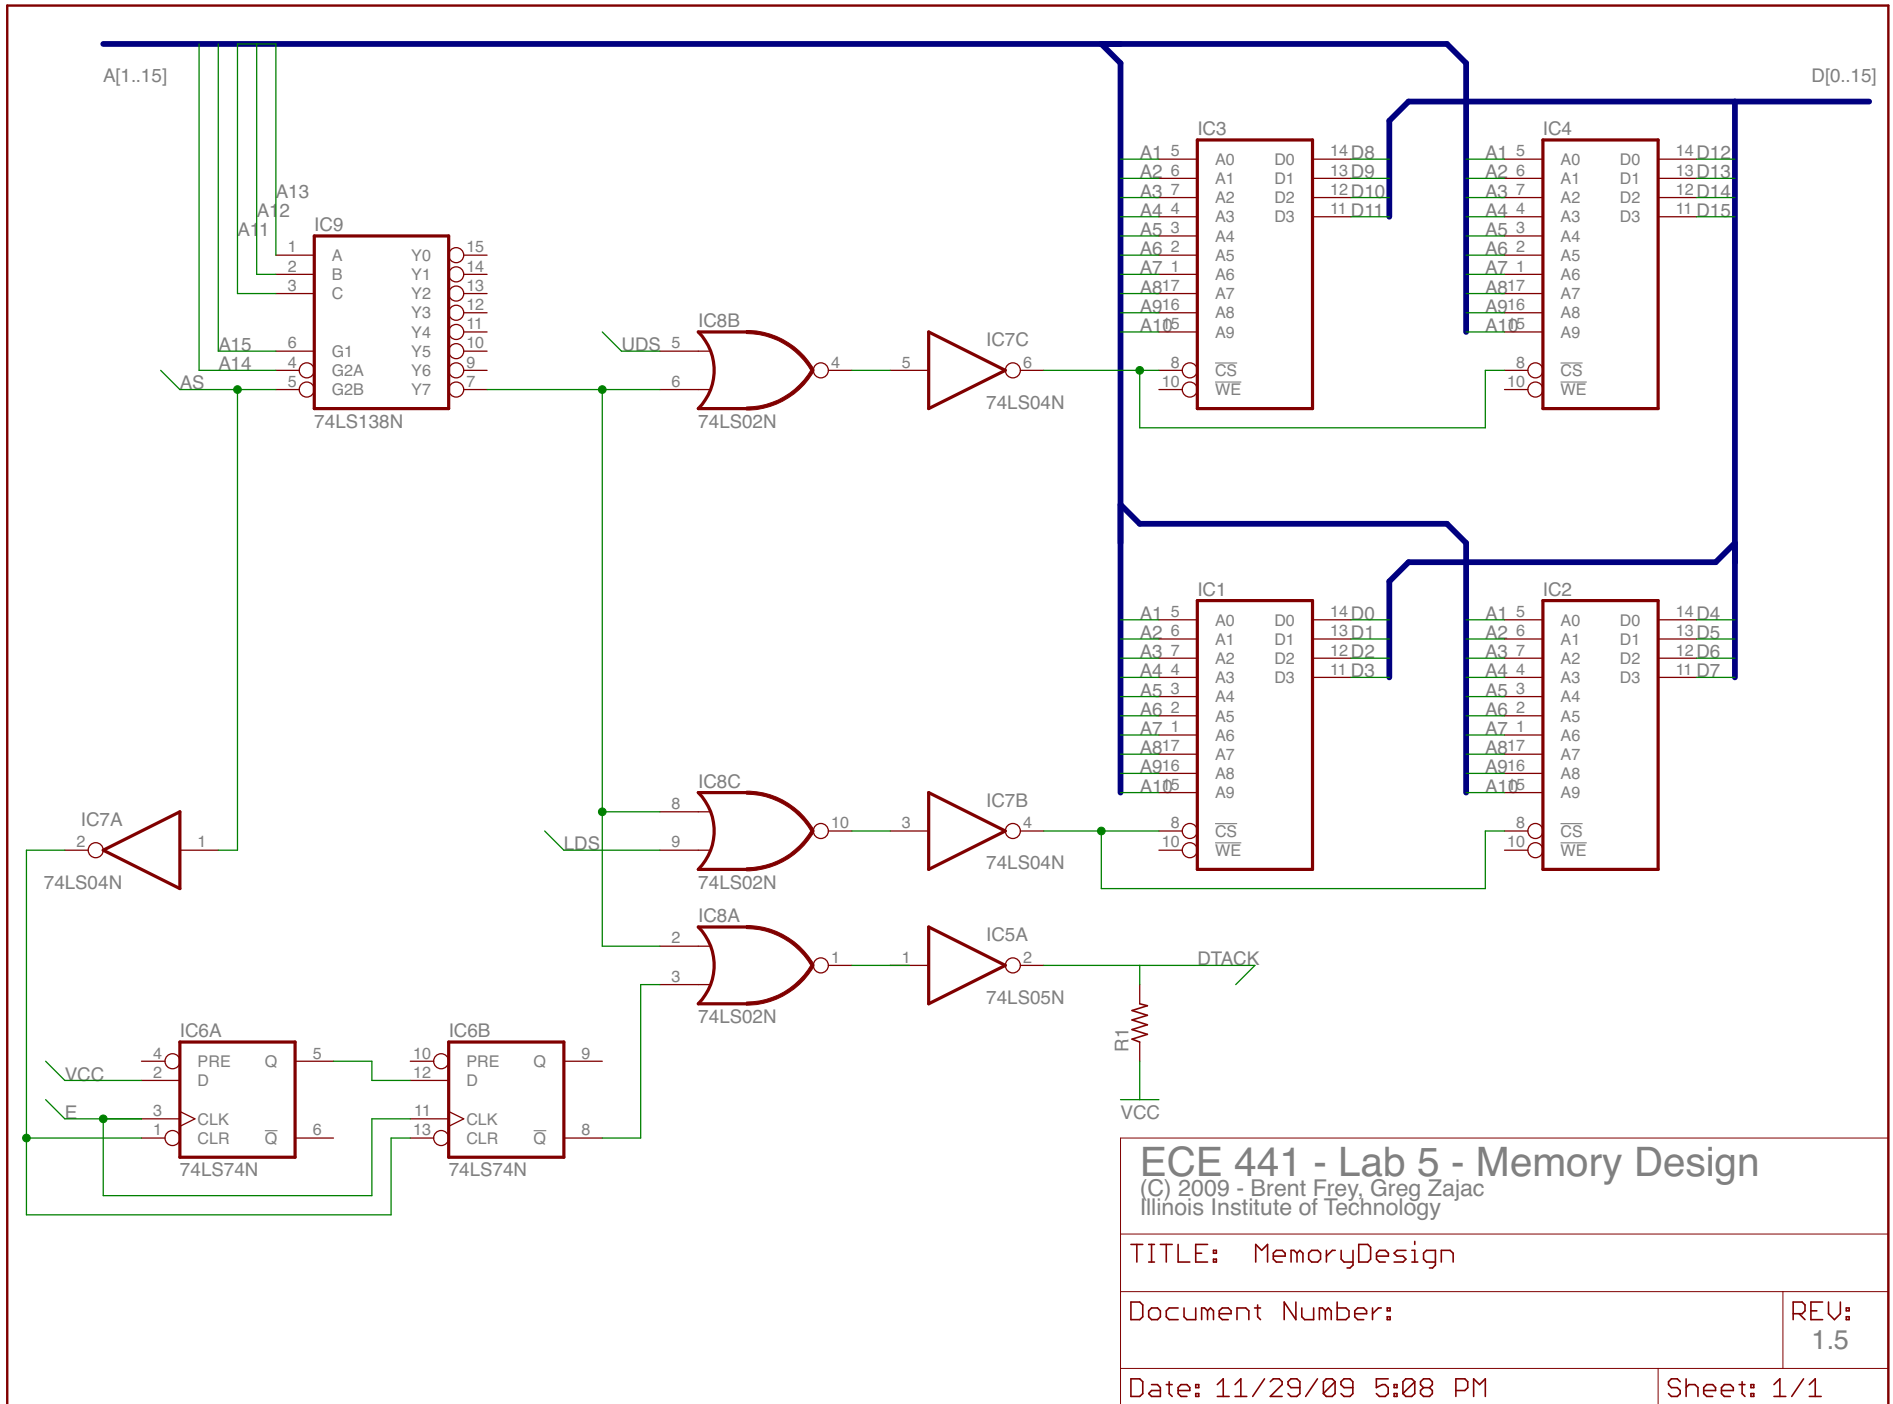 A[1..15]
D[0..15]
A13
A12
A11
IC9
1 A Y0 15
2 B Y1 14
3 C Y2 13
Y3 12
Y4 11
A15 6 G1 Y5 10
A14 4 G2A Y6 9
AS 5 G2B Y7 7
74LS138N
UDS 5
6
IC8B
4
74LS02N
5
IC7C
6
74LS04N
IC3
A1 5 A0 D0 14 D8
A2 6 A1 D1 13 D9
A3 7 A2 D2 12 D10
A4 4 A3 D3 11 D11
A5 3 A4
A6 2 A5
A7 1 A6
A8 17 A7
A9 16 A8
A10 15 A9
8 CS
10 WE
IC4
A1 5 A0 D0 14 D12
A2 6 A1 D1 13 D13
A3 7 A2 D2 12 D14
A4 4 A3 D3 11 D15
A5 3 A4
A6 2 A5
A7 1 A6
A8 17 A7
A9 16 A8
A10 15 A9
8 CS
10 WE
IC1
A1 5 A0 D0 14 D0
A2 6 A1 D1 13 D1
A3 7 A2 D2 12 D2
A4 4 A3 D3 11 D3
A5 3 A4
A6 2 A5
A7 1 A6
A8 17 A7
A9 16 A8
A10 15 A9
8 CS
10 WE
IC2
A1 5 A0 D0 14 D4
A2 6 A1 D1 13 D5
A3 7 A2 D2 12 D6
A4 4 A3 D3 11 D7
A5 3 A4
A6 2 A5
A7 1 A6
A8 17 A7
A9 16 A8
A10 15 A9
8 CS
10 WE
IC7A
2 1
74LS04N
IC8C
8
LDS 9
10
74LS02N
3
IC7B
4
74LS04N
IC8A
2
3
1
74LS02N
1
IC5A
2
74LS05N
DTACK
R1
VCC
IC6A
4 PRE Q 5
VCC 2 D
E 3 CLK
1 CLR Q 6
74LS74N
IC6B
10 PRE Q 9
12 D
11 CLK
13 CLR Q 8
74LS74N
ECE 441 - Lab 5 - Memory Design
(C) 2009 - Brent Frey, Greg Zajac
Illinois Institute of Technology
TITLE: MemoryDesign
Document Number:
REV:
1.5
Date: 11/29/09 5:08 PM
Sheet: 1/1